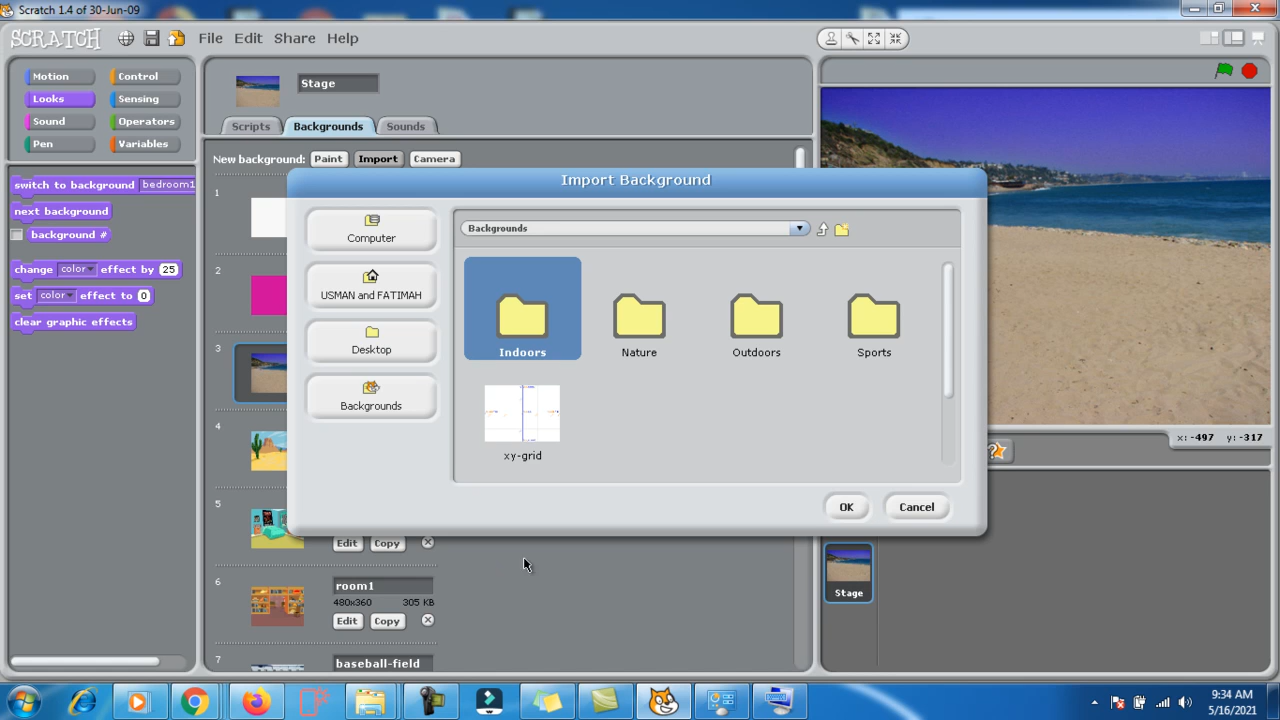 Scratch 1.4 of 30-Jun-09
SCRATCH
File Edit Share Help
Motion Control
Looks Sensing
Sound Operators
Pen Variables
switch to background bedroom1
next background
background #
change color effect by 25
set color effect to 0
clear graphic effects
Stage
Scripts Backgrounds Sounds
New background: Paint Import Camera
1
2
3
4
5
Edit Copy
6
room1
480x360 305 KB
Edit Copy
7
baseball-field
Import Background
Computer
USMAN and FATIMAH
Desktop
Backgrounds
Backgrounds
Indoors Nature Outdoors Sports
xy-grid
OK Cancel
x: -497 y: -317
Stage
9:34 AM
5/16/2021